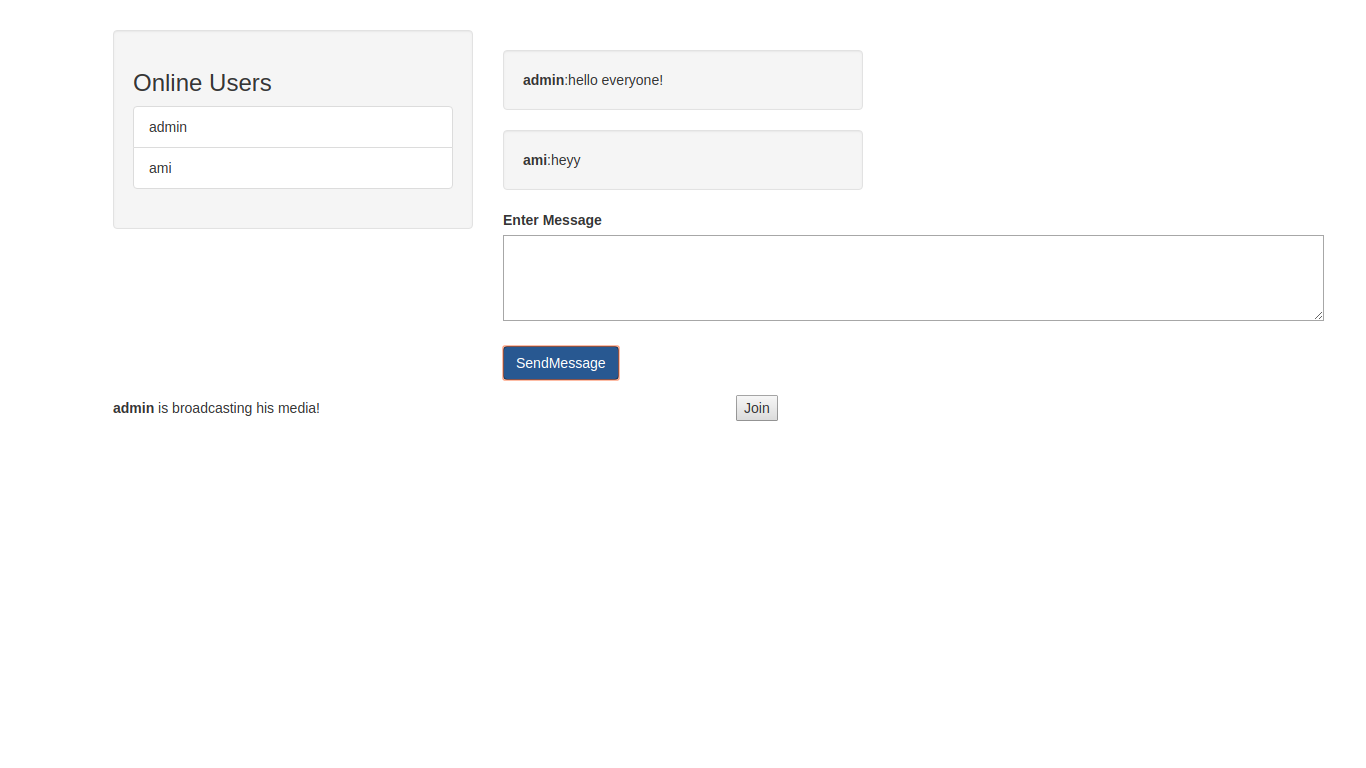 Online Users
admin
ami
admin:hello everyone!
ami:heyy
Enter Message
SendMessage
admin is broadcasting his media!
Join